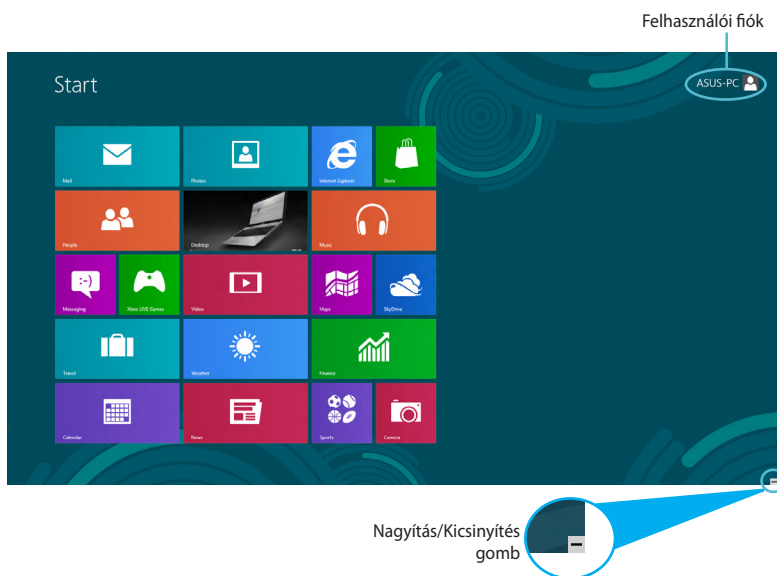 Felhasználói fiók
Start
ASUS-PC
Mail
Photos
Internet Explorer
Store
People
Desktop
Music
Messaging
Xbox LIVE Games
Video
Maps
SkyDrive
Travel
Weather
Finance
Calendar
News
Sports
Camera
Nagyítás/Kicsinyítés
gomb